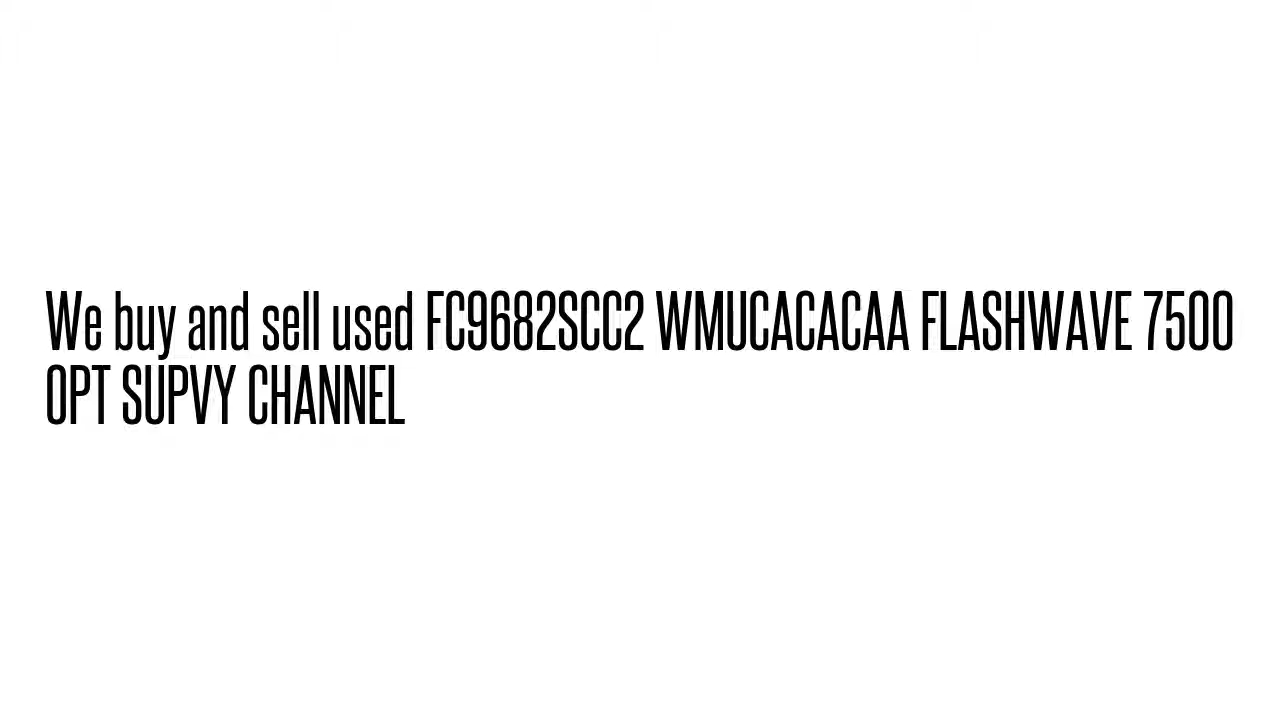 We buy and sell used FC9682SCC2 WMUCACACAA FLASHWAVE 7500
OPT SUPVY CHANNEL